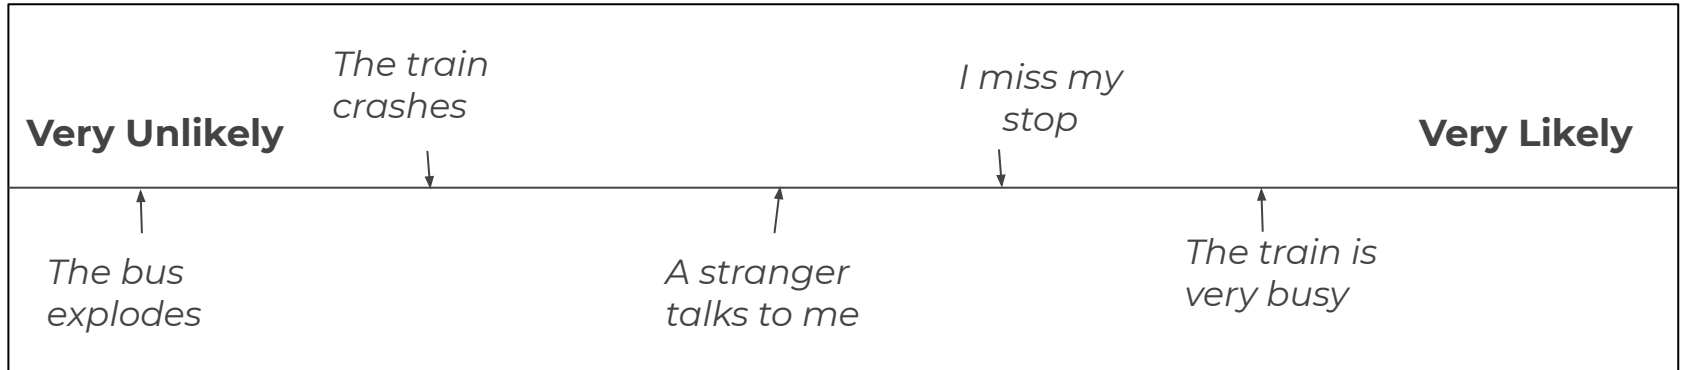 The train
crashes
I miss my
stop
Very Unlikely
Very Likely
The bus
explodes
A stranger
talks to me
The train is
very busy